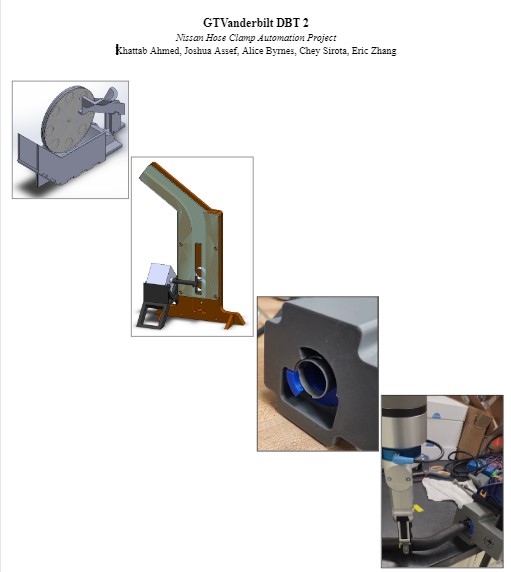 GTVanderbilt DBT 2
Nissan Hose Clamp Automation Project
Khattab Ahmed, Joshua Assef, Alice Byrnes, Chey Sirota, Eric Zhang